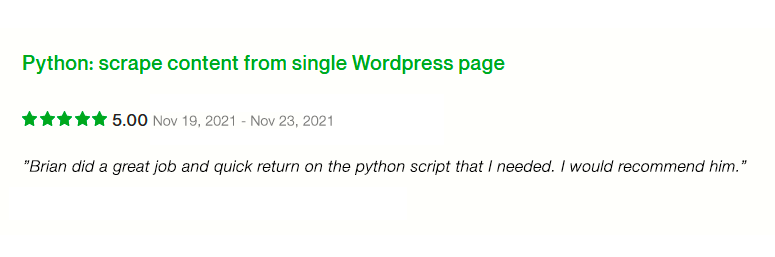 Python: scrape content from single Wordpress page
5.00 Nov 19, 2021 - Nov 23, 2021
"Brian did a great job and quick return on the python script that I needed. I would recommend him."